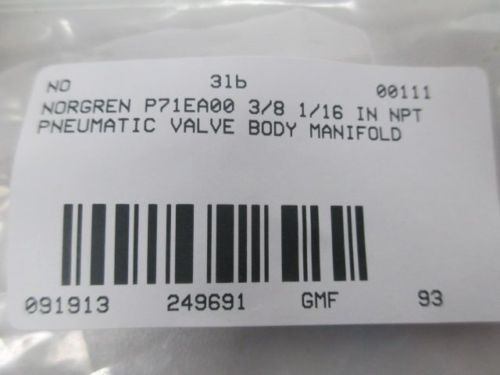 NO 31b 00111
NORGREN P71EA00 3/8 1/16 IN NPT
PNEUMATIC VALVE BODY MANIFOLD
091913 249691 GMF 93